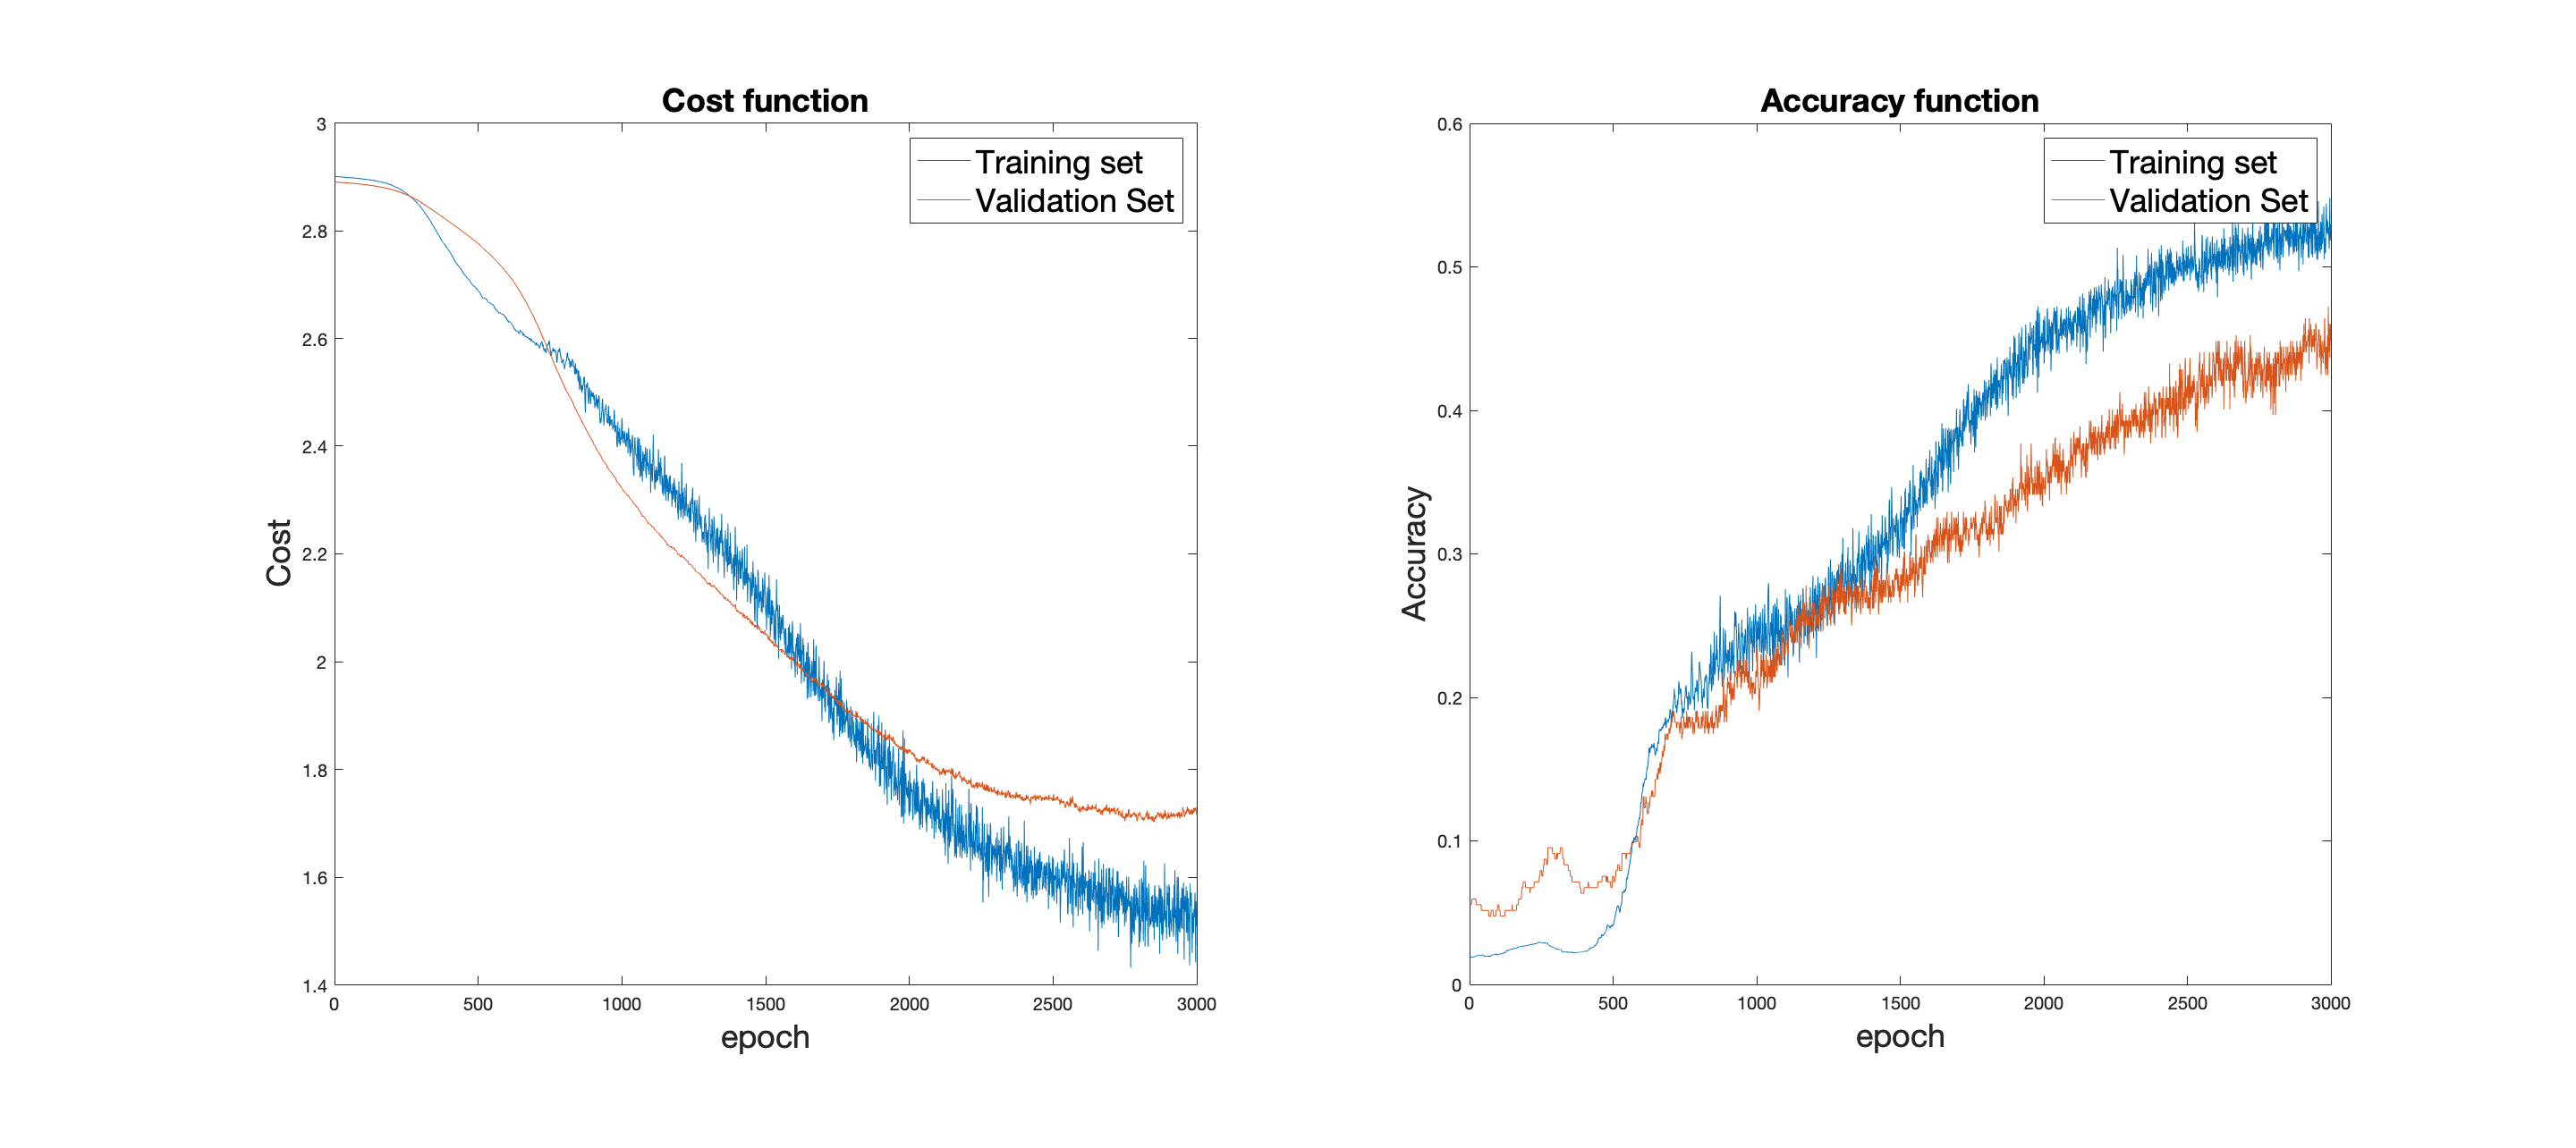 Cost function
3
2.8
2.6
2.4
2.2
2
1.8
1.6
1.4
Cost
0 500 1000 1500 2000 2500 3000
epoch
Training set
Validation Set
Accuracy function
0.6
0.5
0.4
0.3
0.2
0.1
0
Accuracy
0 500 1000 1500 2000 2500 3000
epoch
Training set
Validation Set